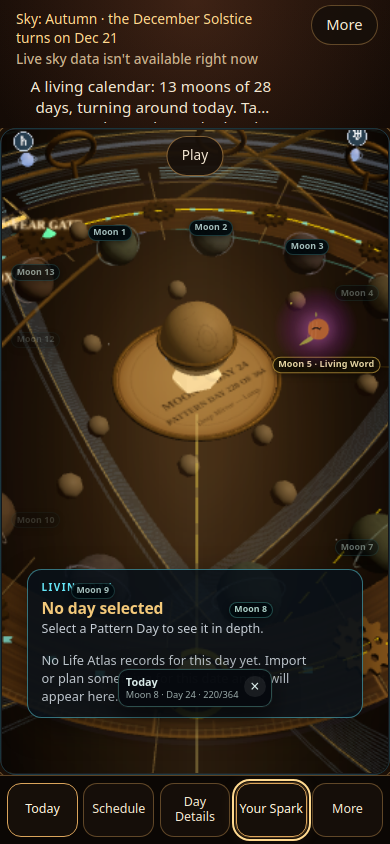 Sky: Autumn · the December Solstice
turns on Dec 21
More
Live sky data isn't available right now
A living calendar: 13 moons of 28
days, turning around today. Ta...
Play
YEAR GAT
Moon 1
Moon 2
Moon 3
Moon 13
Moon 4
Moon 12
Moon 5 · Living Word
DAY 24
PATTERN DAY 220 OF 364
Moon 10
Moon 7
LIVIN
Moon 9
No day selected
Moon 8
Select a Pattern Day to see it in depth.
No Life Atlas records for this day yet. Import
or plan some will
appear here.
Today
Moon 8 · Day 24 · 220/364
✕
Today
Schedule
Day
Details
Your Spark
More